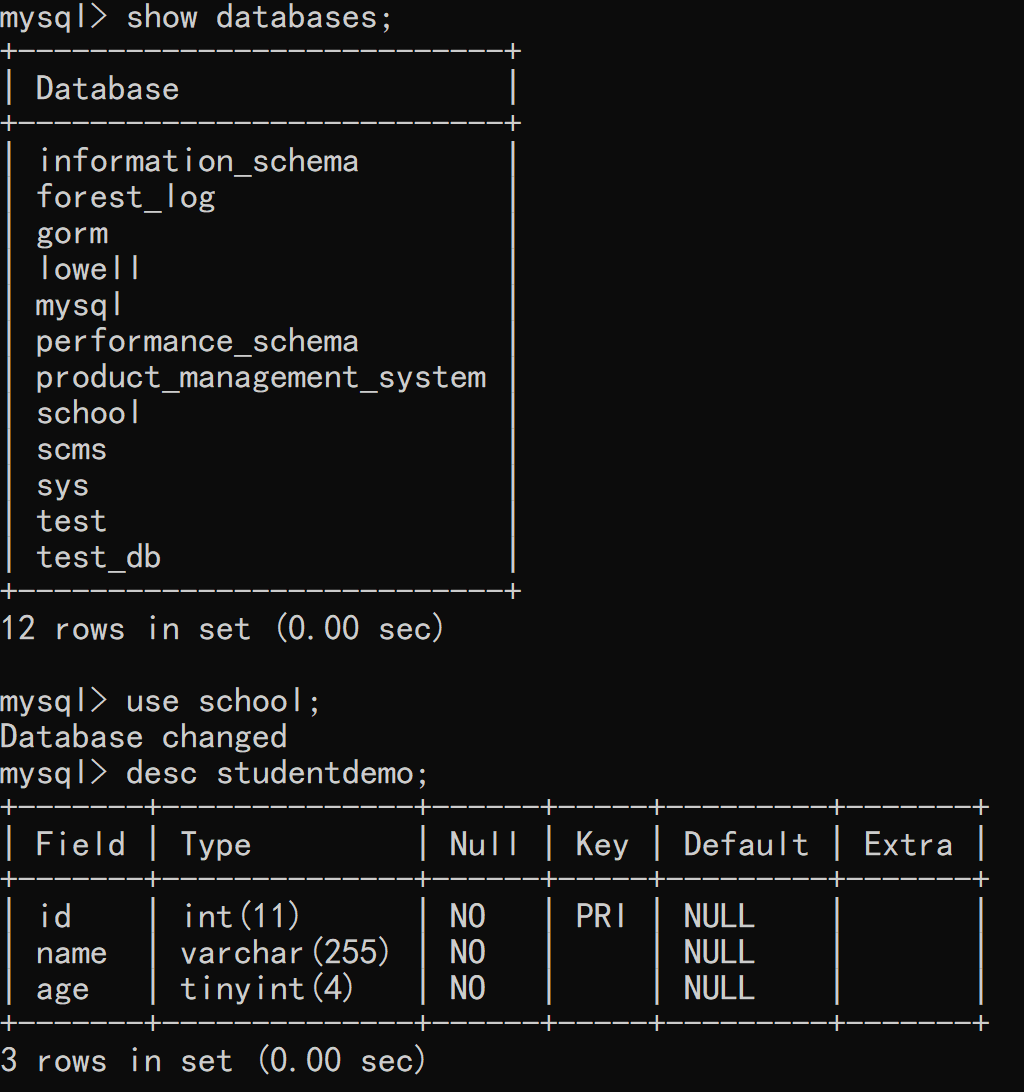 mysql> show databases;
+---------------------------+
| Database                  |
+---------------------------+
| information_schema        |
| forest_log                |
| gorm                      |
| lowell                    |
| mysql                     |
| performance_schema        |
| product_management_system |
| school                    |
| scms                      |
| sys                       |
| test                      |
| test_db                   |
+---------------------------+
12 rows in set (0.00 sec)

mysql> use school;
Database changed
mysql> desc studentdemo;
+-------+--------------+------+-----+---------+-------+
| Field | Type         | Null | Key | Default | Extra |
+-------+--------------+------+-----+---------+-------+
| id    | int(11)      | NO   | PRI | NULL    |       |
| name  | varchar(255) | NO   |     | NULL    |       |
| age   | tinyint(4)   | NO   |     | NULL    |       |
+-------+--------------+------+-----+---------+-------+
3 rows in set (0.00 sec)